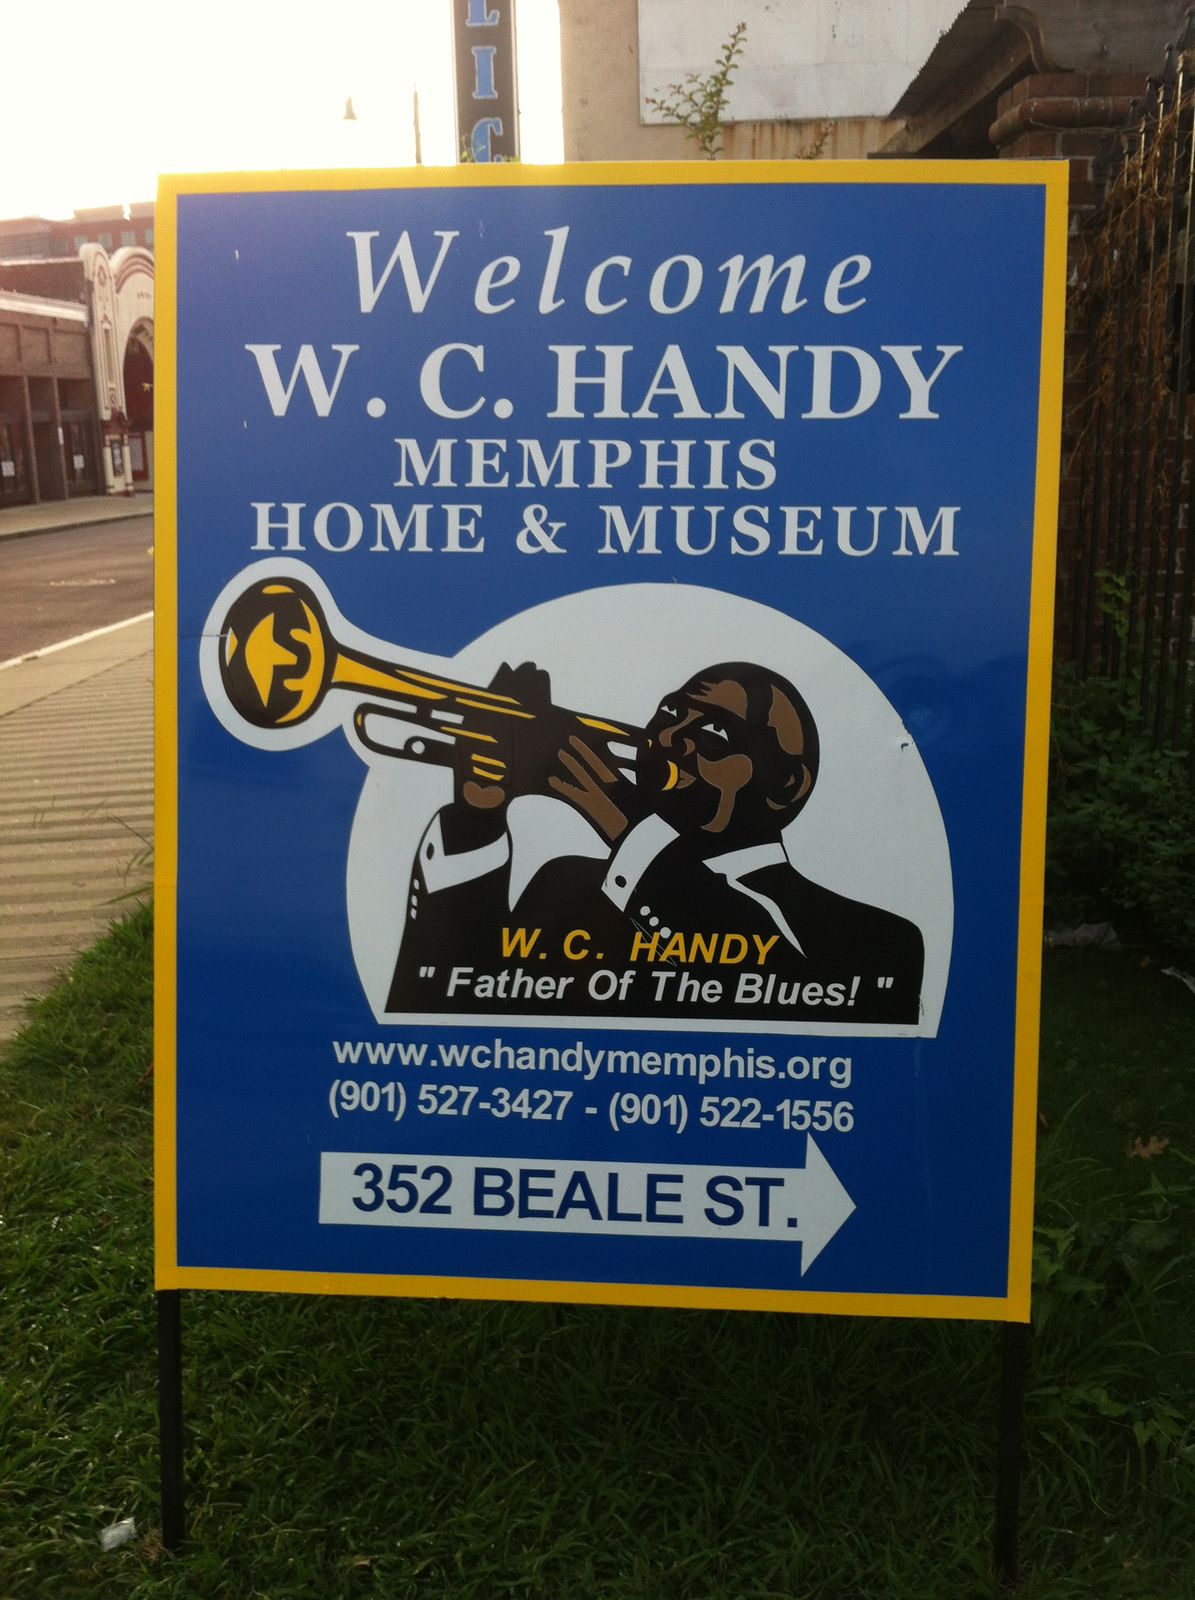 LIC
Welcome
W. C. HANDY
MEMPHIS
HOME & MUSEUM
W. C. HANDY
" Father Of The Blues! "
www.wchandymemphis.org
(901) 527-3427 - (901) 522-1556
352 BEALE ST.